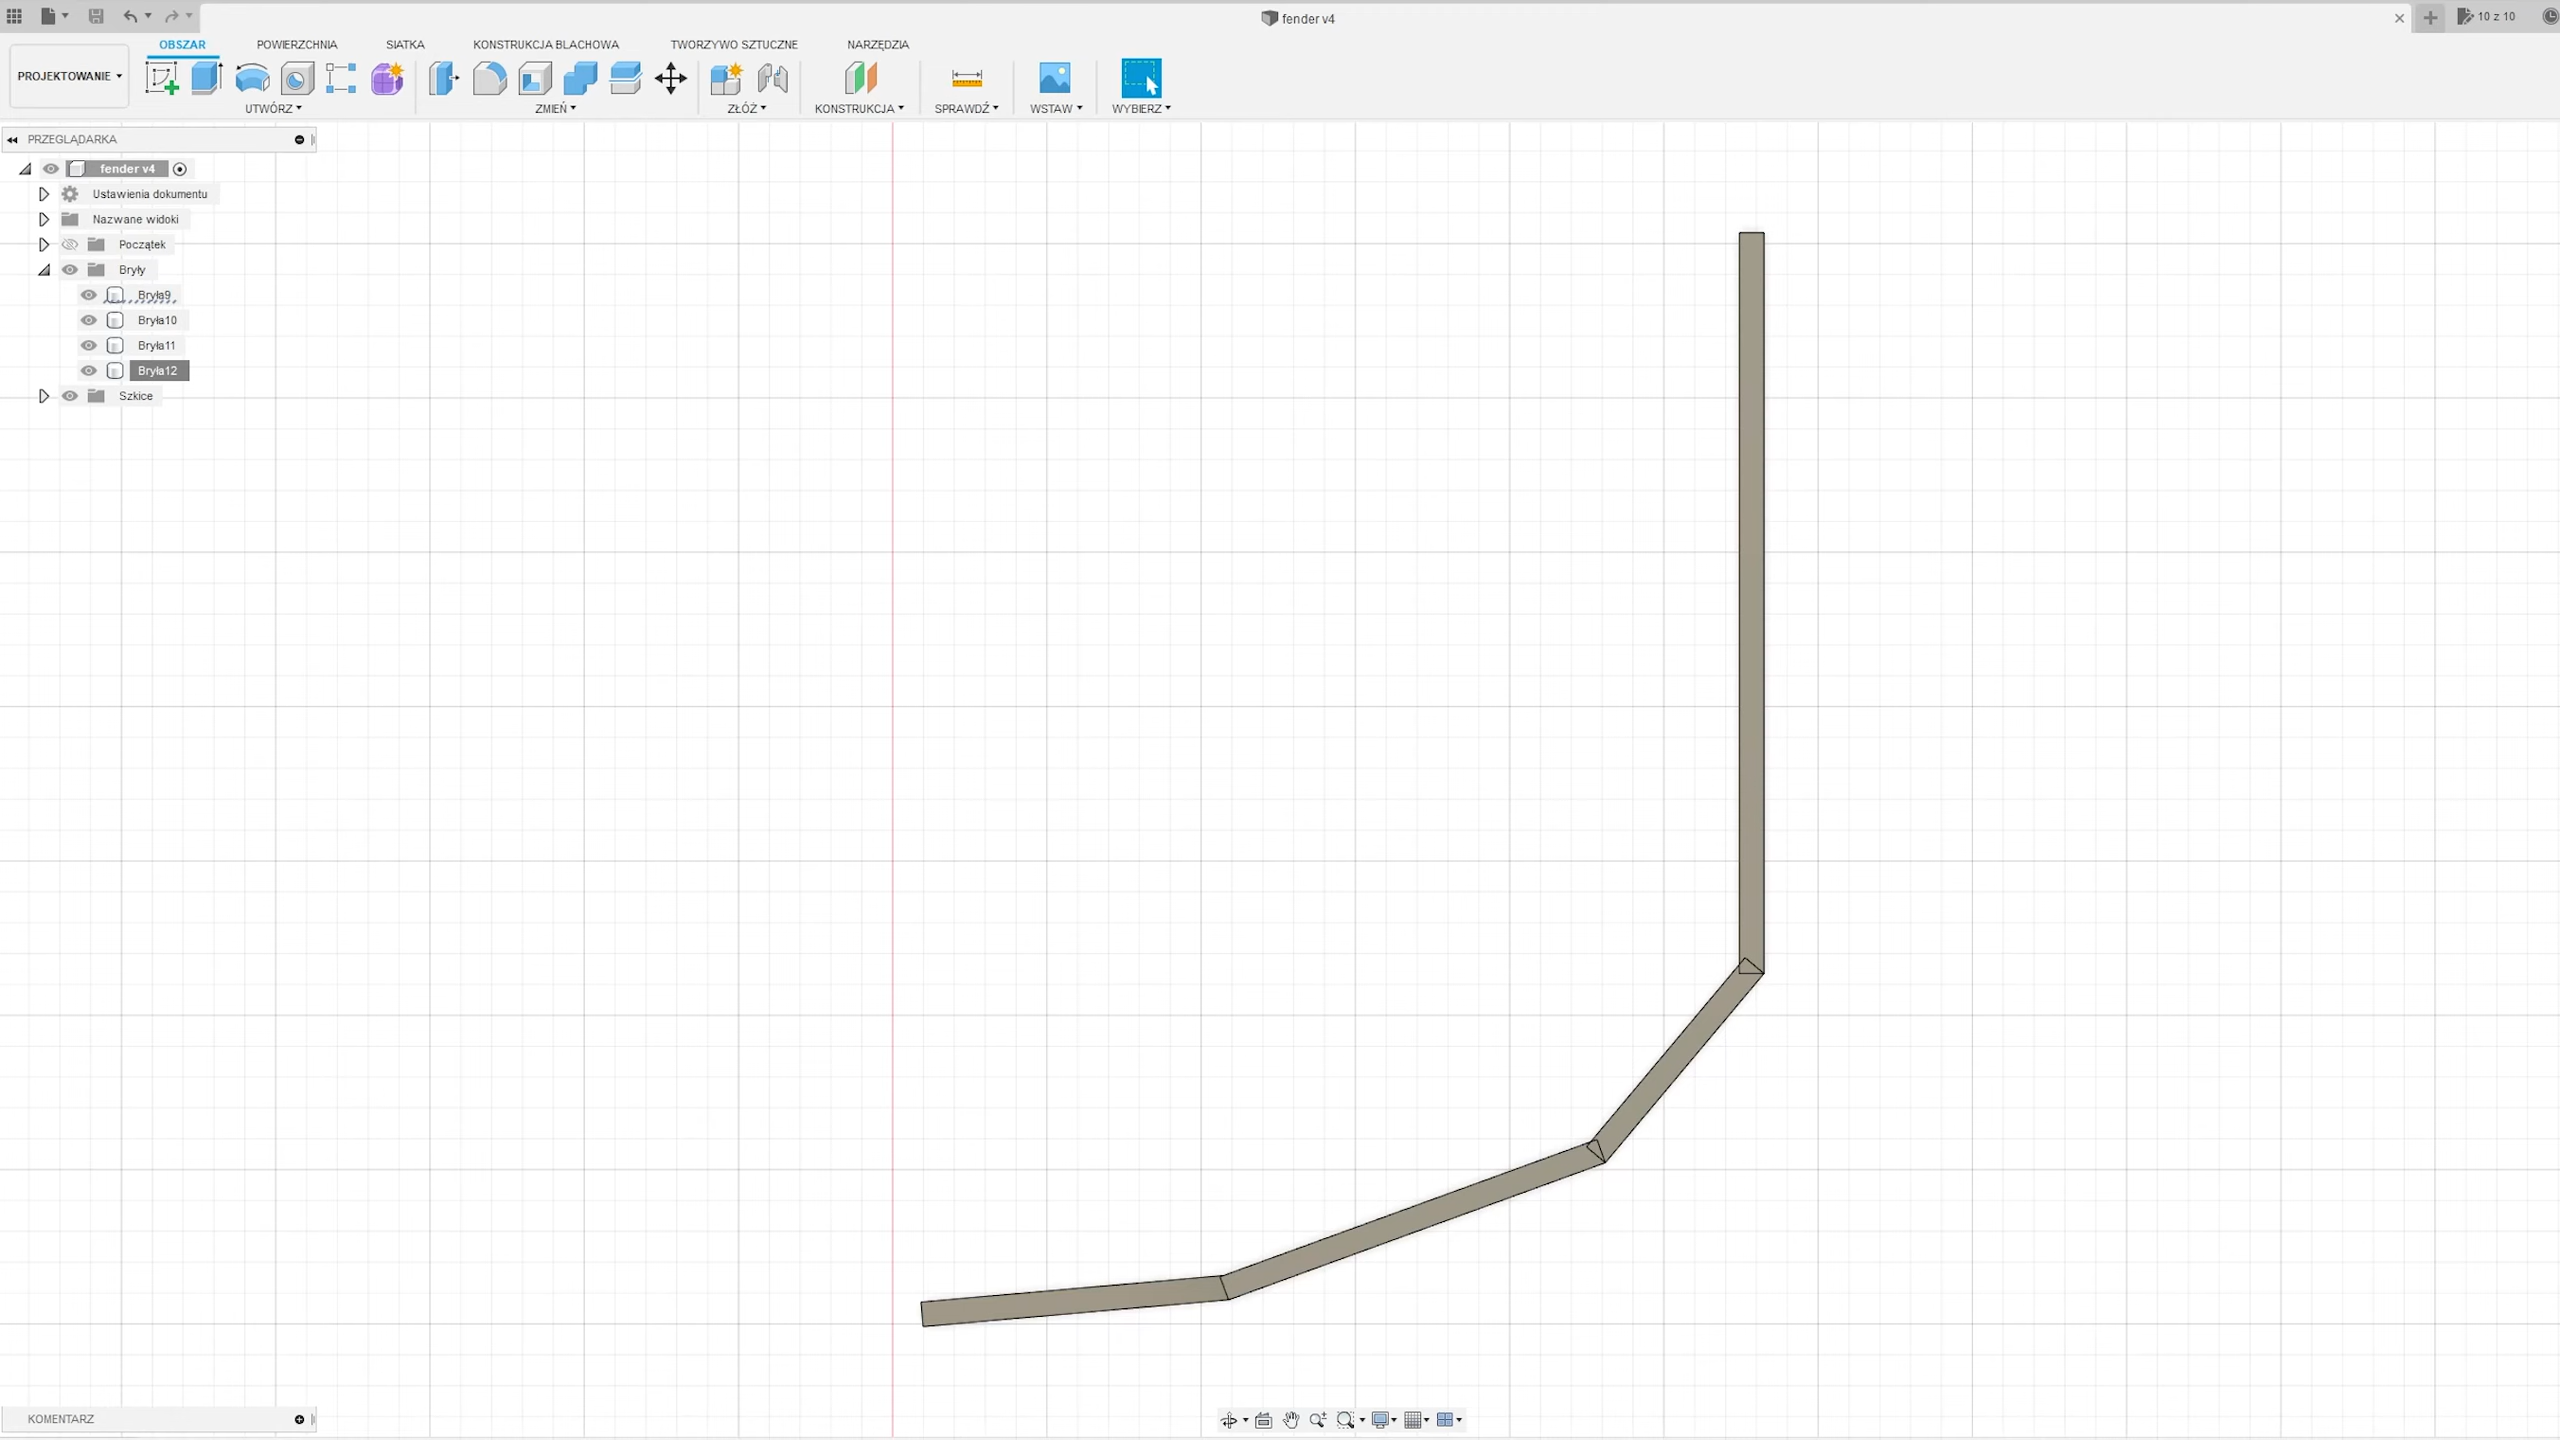 fender v4
10 z 10
OBSZAR POWIERZCHNIA SIATKA KONSTRUKCJA BLACHOWA TWORZYWO SZTUCZNE NARZĘDZIA
PROJEKTOWANIE
UTWÓRZ ZMIEŃ ZŁÓŻ KONSTRUKCJA SPRAWDŹ WSTAW WYBIERZ
PRZEGLĄDARKA
fender v4
Ustawienia dokumentu
Nazwane widoki
Początek
Bryły
Bryła9
Bryła10
Bryła11
Bryła12
Szkice
KOMENTARZ